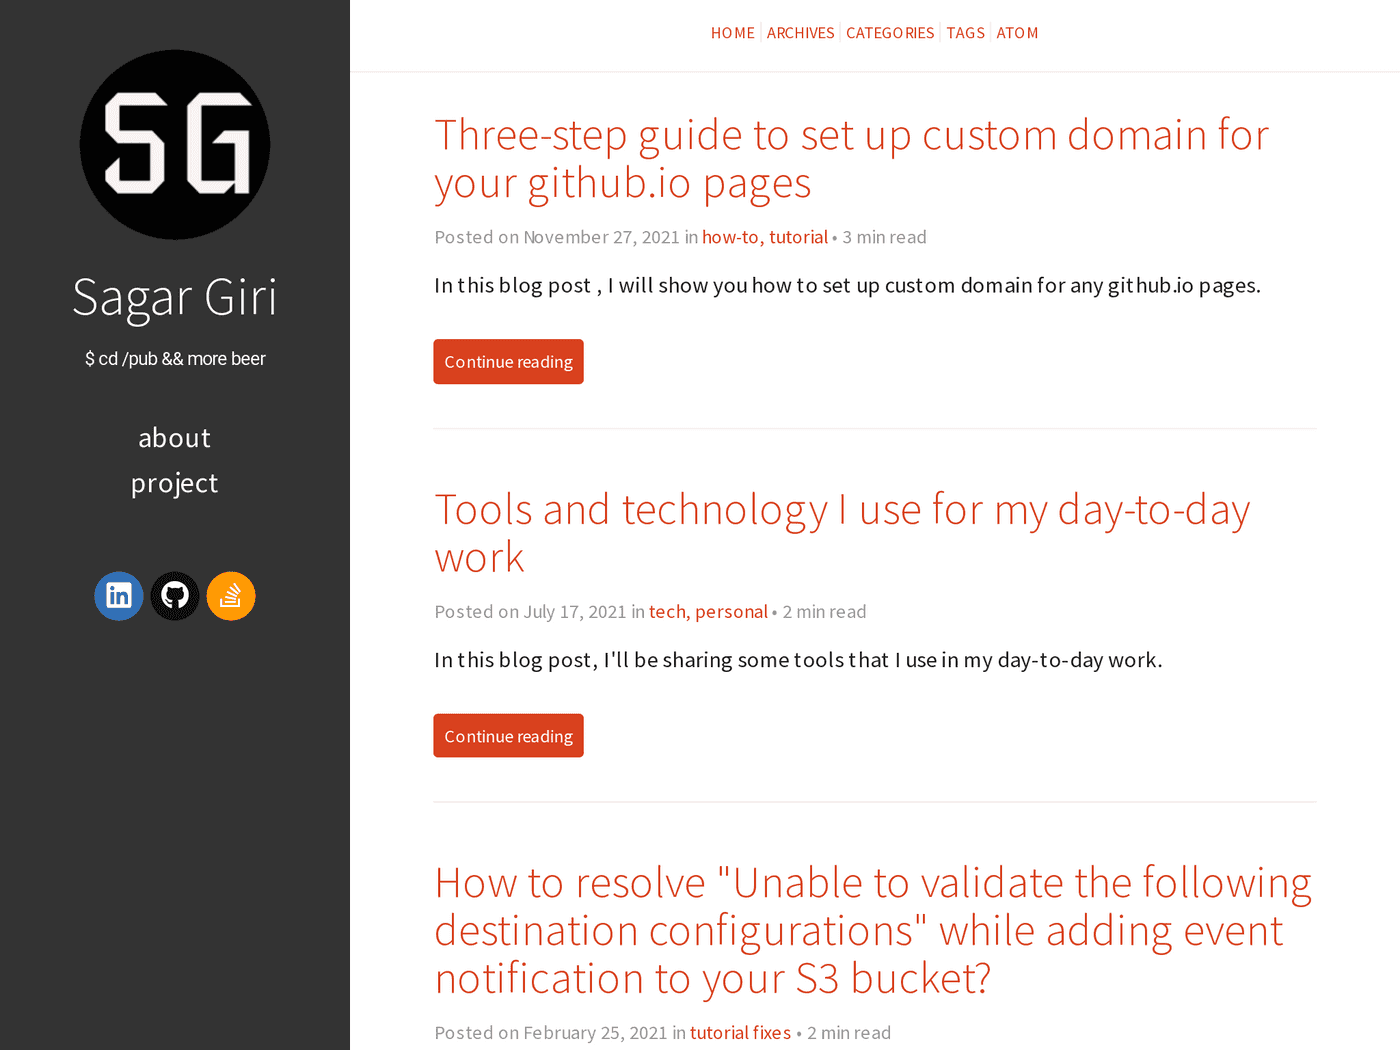 SG
Sagar Giri
$ cd /pub && more beer
about
project
HOME
ARCHIVES
CATEGORIES
TAGS
ATOM
Three-step guide to set up custom domain for
your github.io pages
Posted on November 27, 2021 in how-to, tutorial • 3 min read
In this blog post , I will show you how to set up custom domain for any github.io pages.
Continue reading
Tools and technology I use for my day-to-day
work
Posted on July 17, 2021 in tech, personal • 2 min read
In this blog post, I'll be sharing some tools that I use in my day-to-day work.
Continue reading
How to resolve "Unable to validate the following
destination configurations" while adding event
notification to your S3 bucket?
Posted on February 25, 2021 in tutorial fixes • 2 min read